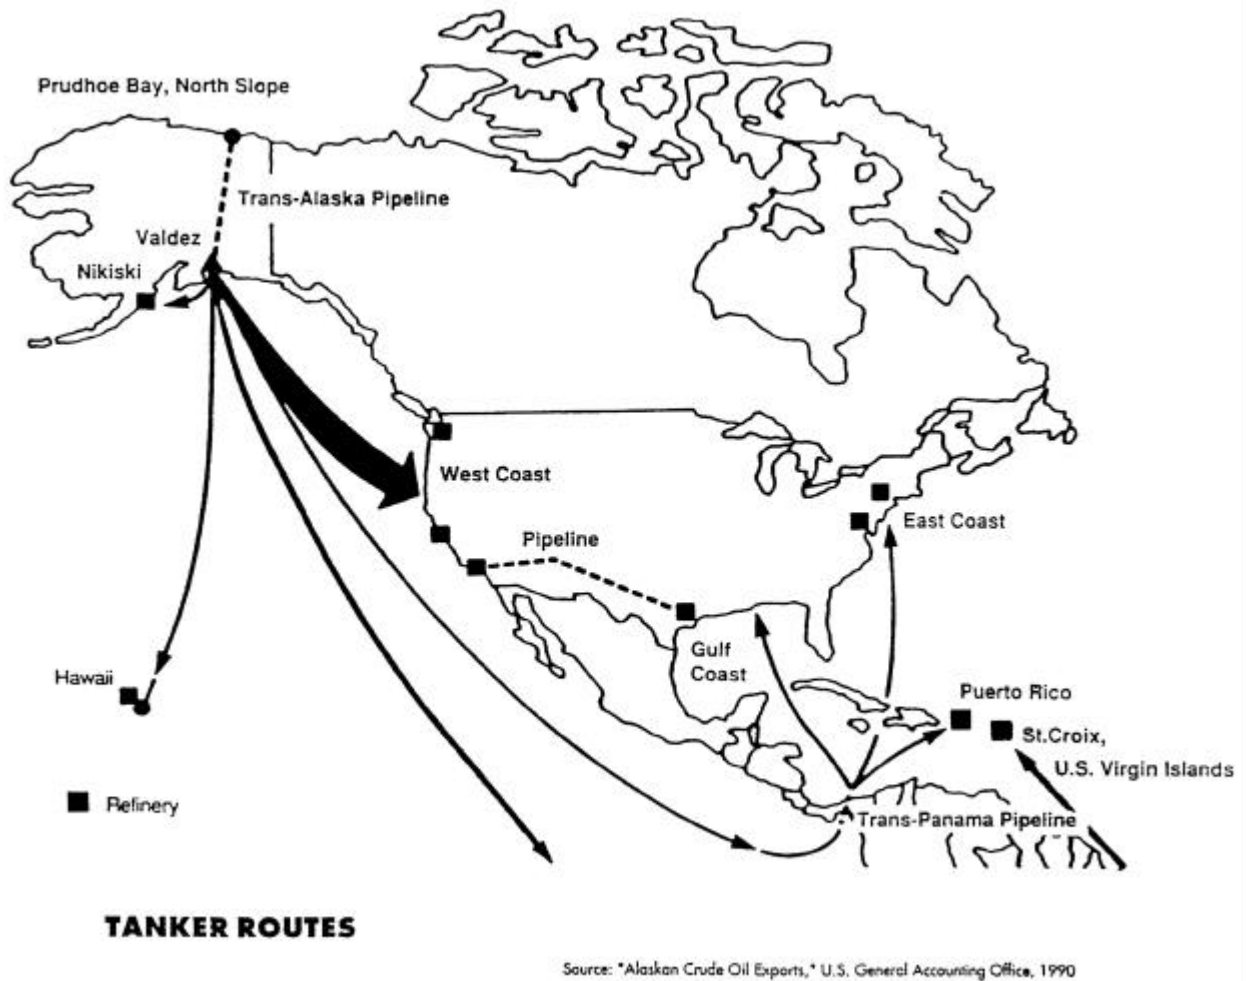 Prudhoe Bay, North Slope
Trans-Alaska Pipeline
Valdez
Nikiski
West Coast
Pipeline
East Coast
Gulf
Coast
Hawaii
Puerto Rico
St.Croix,
U.S. Virgin Islands
Refinery
Trans-Panama Pipeline
TANKER ROUTES
Source: "Alaskan Crude Oil Exports," U.S. General Accounting Office, 1990